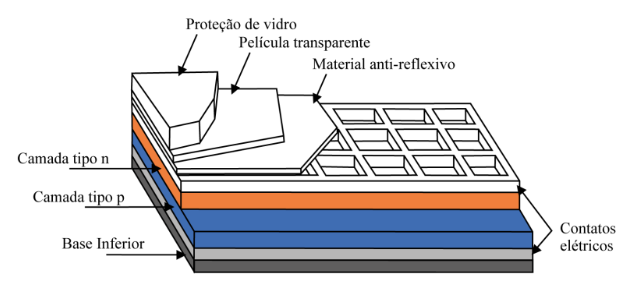 Proteção de vidro
Película transparente
Material anti-reflexivo
Camada tipo n
Camada tipo p
Base Inferior
Contatos
elétricos